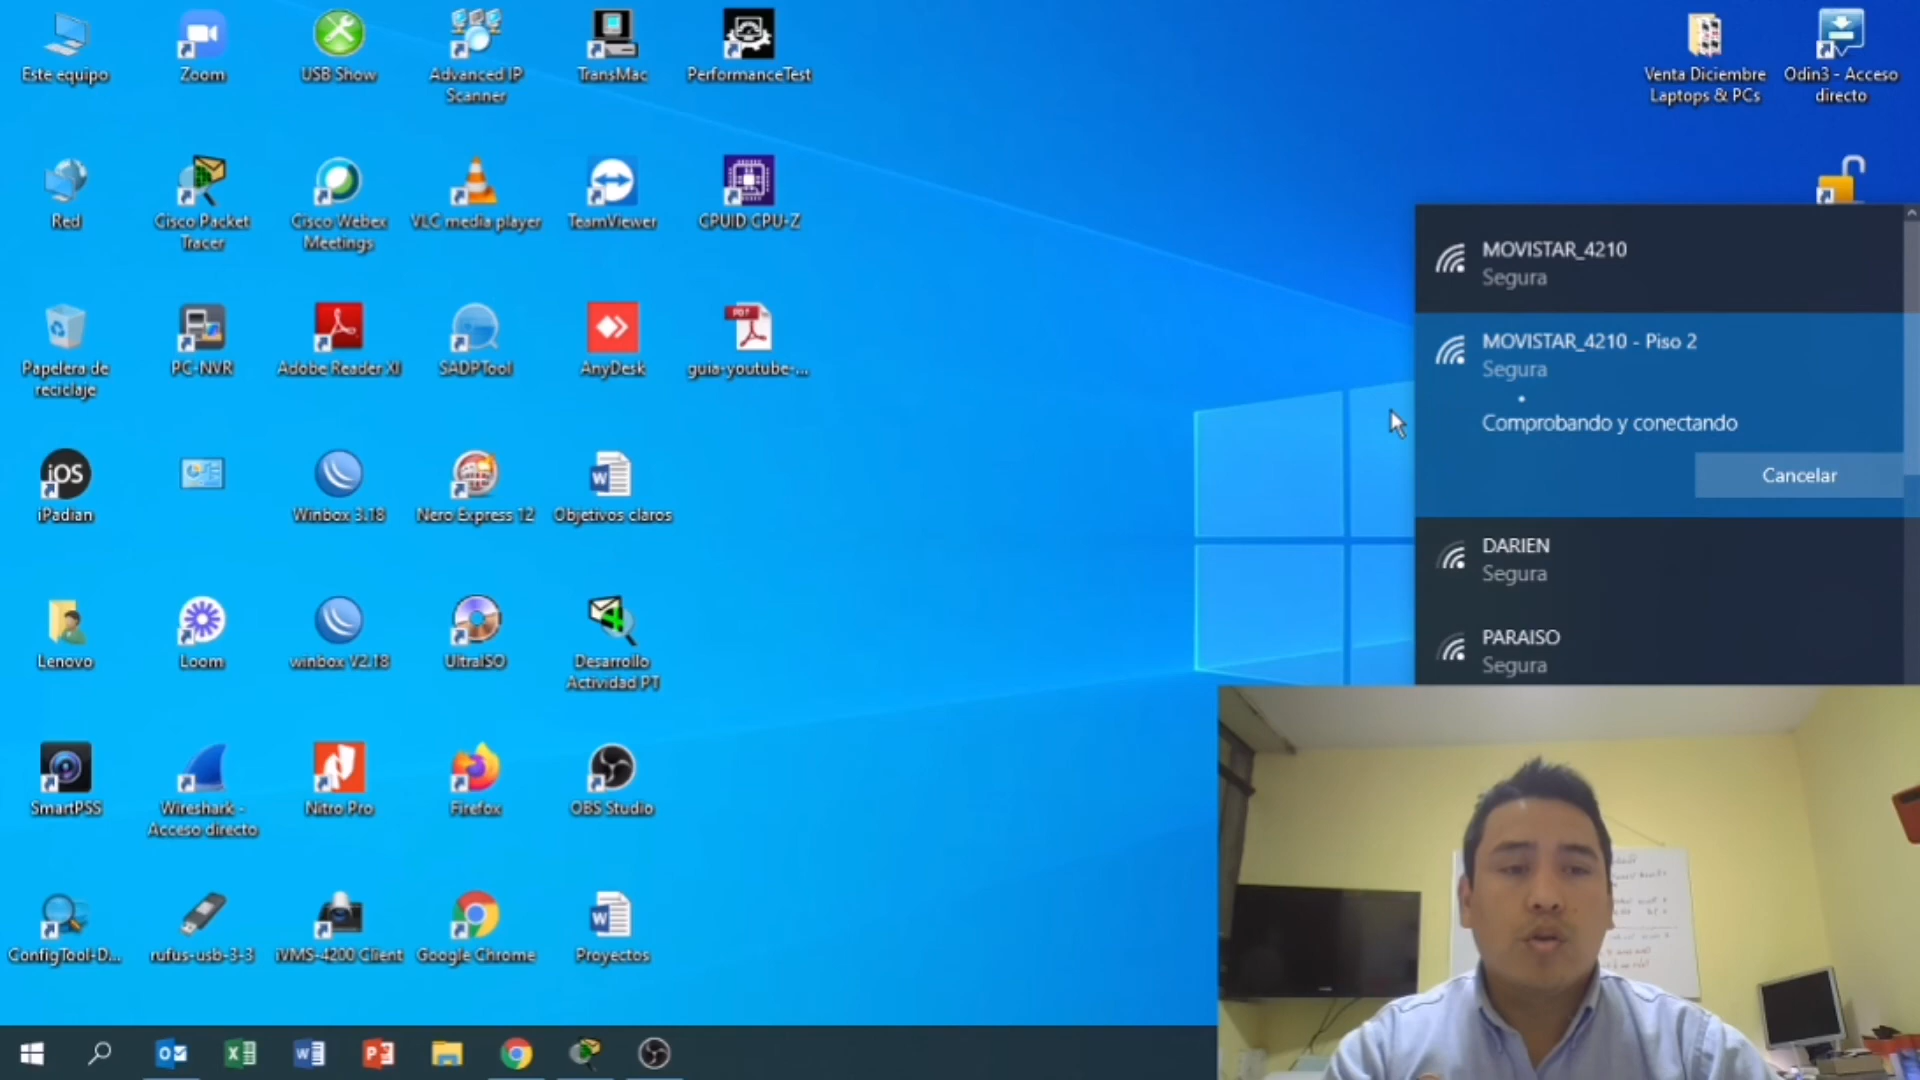 Este equipo
Zoom
USB Show
Advanced IP
Scanner
TransMac
PerformanceTest
Venta Diciembre
Laptops & PCs
Odin3 - Acceso
directo
Red
Cisco Packet
Tracer
Cisco Webex
Meetings
VLC media player
TeamViewer
CPUID CPU-Z
Papelera de
reciclaje
PC-NVR
Adobe Reader XI
SADPTool
AnyDesk
PDF
guia-youtube-...
iOS
iPadian
Winbox 3.18
Nero Express 12
Objetivos claros
Lenovo
Loom
winbox V2.18
UltraISO
Desarrollo
Actividad PT
SmartPSS
Wireshark -
Acceso directo
Nitro Pro
Firefox
OBS Studio
ConfigTool-D...
rufus-usb-3-3
iVMS-4200 Client
Google Chrome
Proyectos
MOVISTAR_4210
Segura
MOVISTAR_4210 - Piso 2
Segura
Comprobando y conectando
Cancelar
DARIEN
Segura
PARAISO
Segura